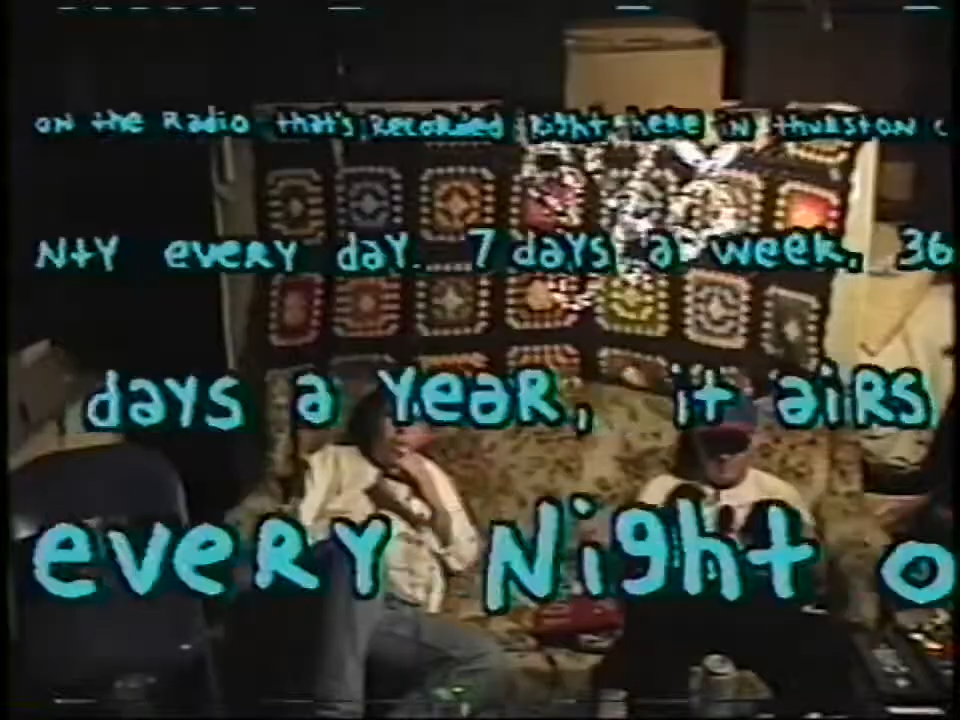 on the Radio that's Recorded Right here in thurston c
nty every day... 7 days a week, 36
days a year, it airs
every night o